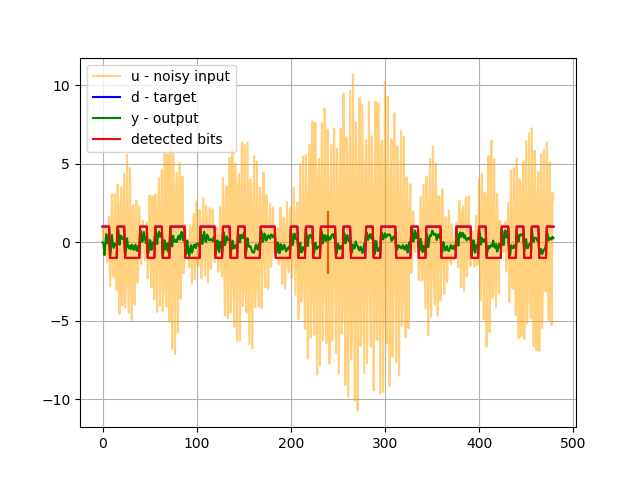 u - noisy input
d - target
y - output
detected bits
10
5
0
−5
−10
0 100 200 300 400 500